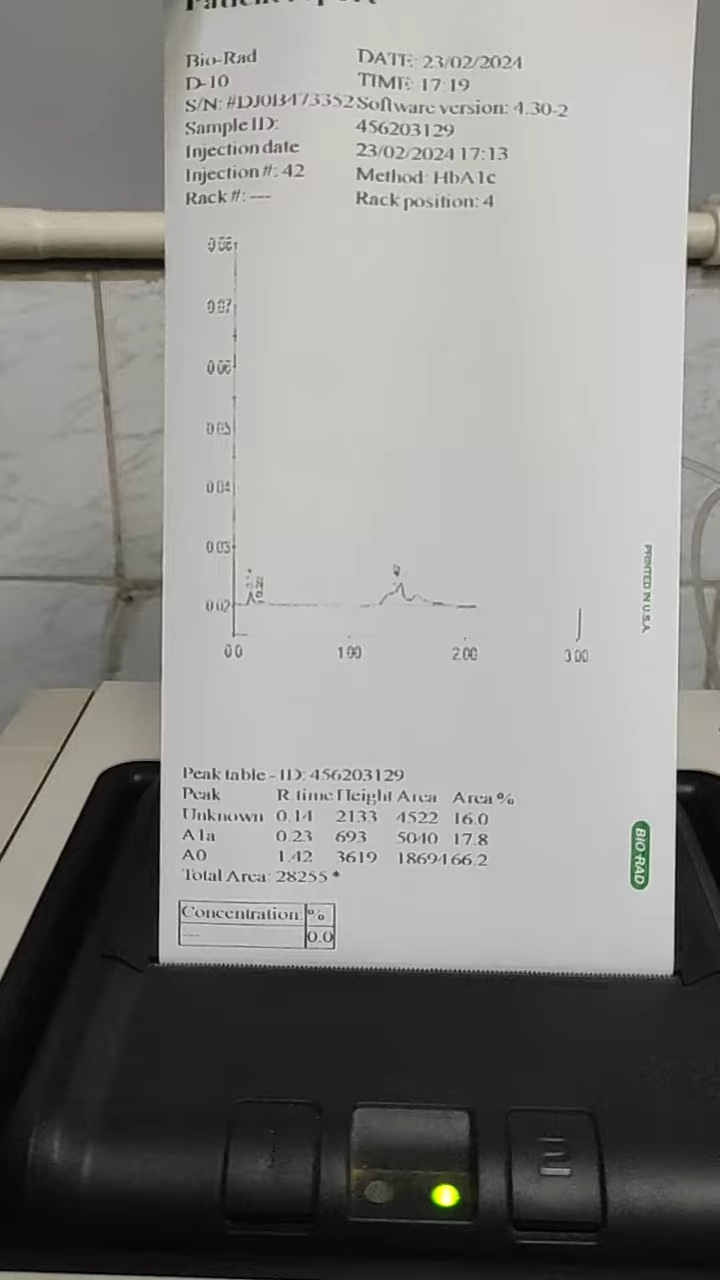 Patient report
Bio-Rad DATE: 23/02/2024
D-10 TIME: 17:19
S/N: #DJ0B473352 Software version: 4.30-2
Sample ID: 456203129
Injection date 23/02/2024 17:13
Injection #: 42 Method: HbA1c
Rack #: --- Rack position: 4
0.07
0.06
0.05
0.04
0.03
0.02
0.0 1.00 2.00 3.00
PRINTED IN U.S.A.
Peak table - ID: 456203129
Peak R.time Height Area Area %
Unknown 0.14 2133 4522 16.0
A1a 0.23 693 5040 17.8
A0 1.42 3619 18694 66.2
Total Area: 28255 *
Concentration: %
--- 0.0
BIO-RAD